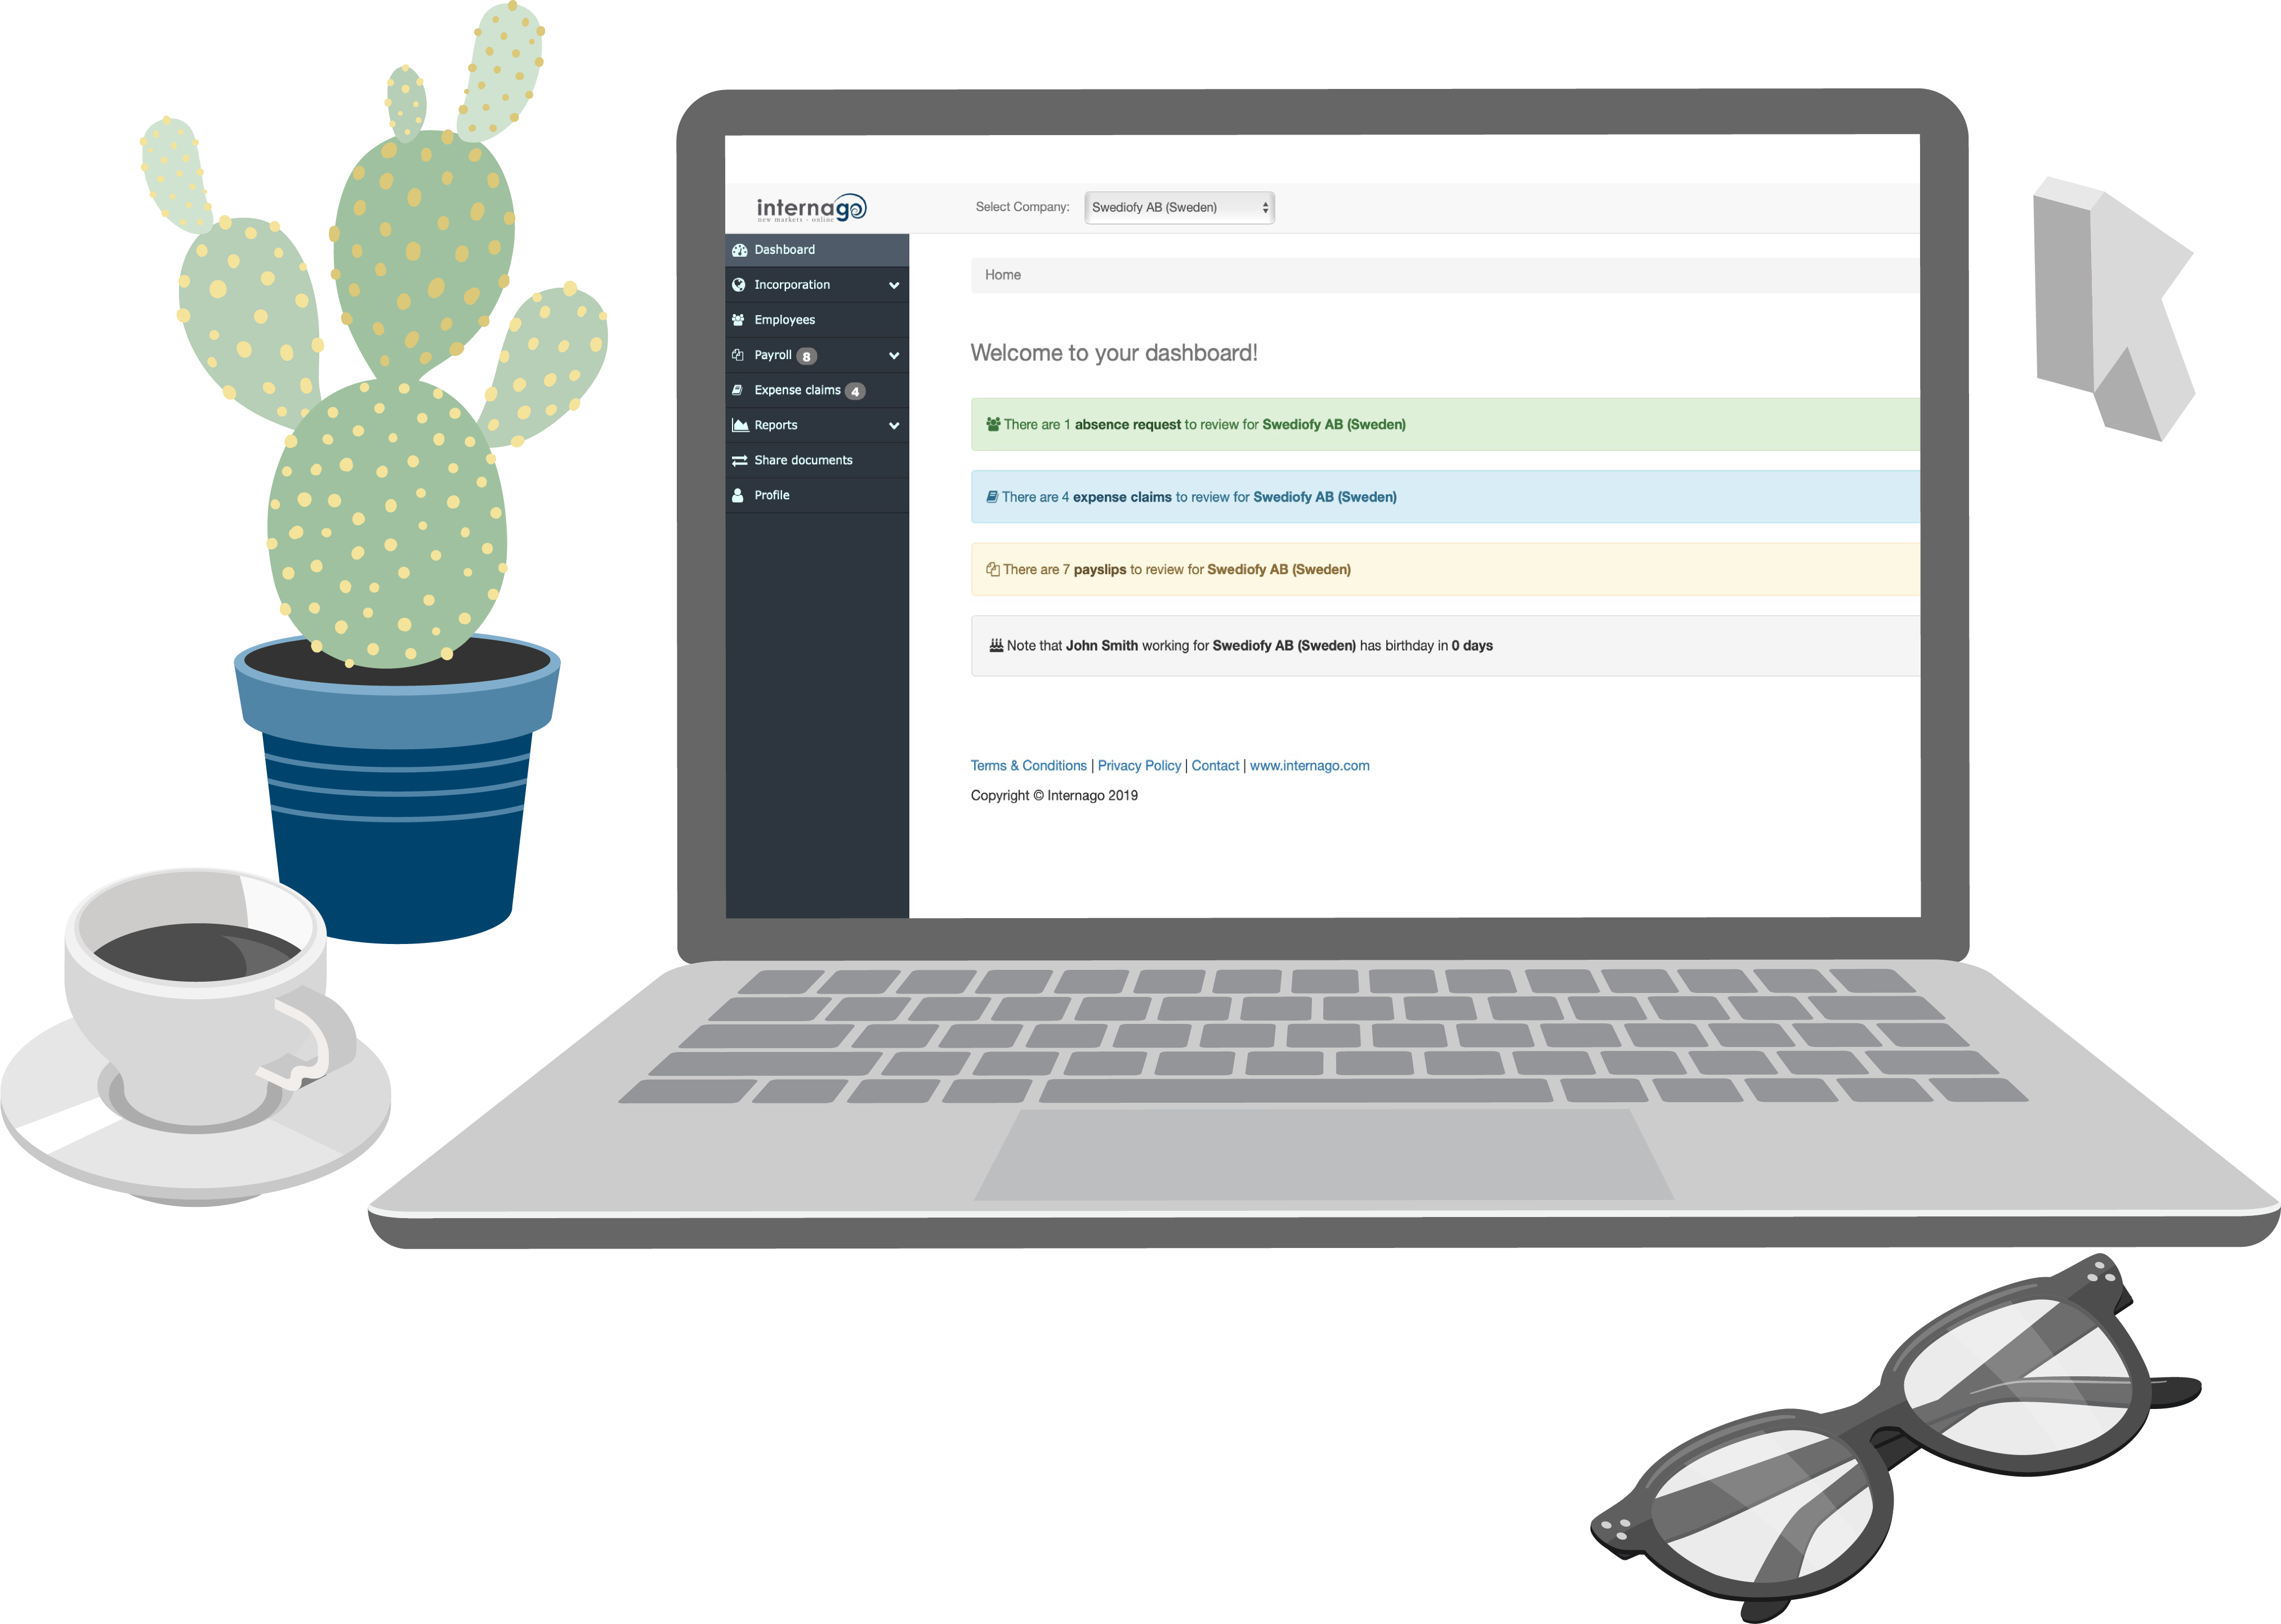 internago
new markets - online
Select Company: Swediofy AB (Sweden)
Dashboard
Incorporation
Employees
Payroll 8
Expense claims 4
Reports
Share documents
Profile
Home
Welcome to your dashboard!
There are 1 absence request to review for Swediofy AB (Sweden)
There are 4 expense claims to review for Swediofy AB (Sweden)
There are 7 payslips to review for Swediofy AB (Sweden)
Note that John Smith working for Swediofy AB (Sweden) has birthday in 0 days
Terms & Conditions | Privacy Policy | Contact | www.internago.com
Copyright © Internago 2019